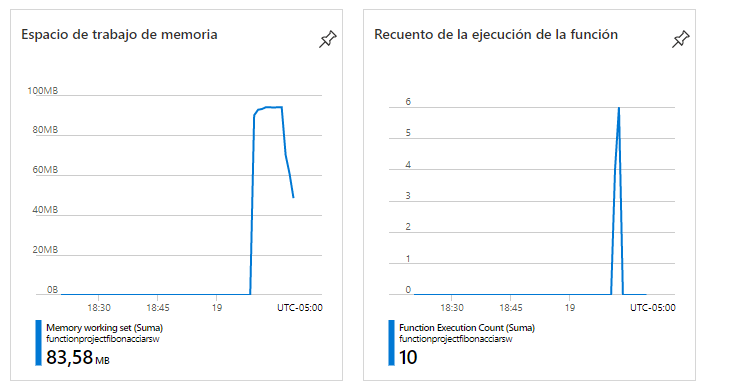 Espacio de trabajo de memoria
100MB
80MB
60MB
40MB
20MB
0B
18:30 18:45 19 UTC-05:00
Memory working set (Suma)
functionprojectfibonacciarsw
83,58 MB
Recuento de la ejecución de la función
6
5
4
3
2
1
0
18:30 18:45 19 UTC-05:00
Function Execution Count (Suma)
functionprojectfibonacciarsw
10